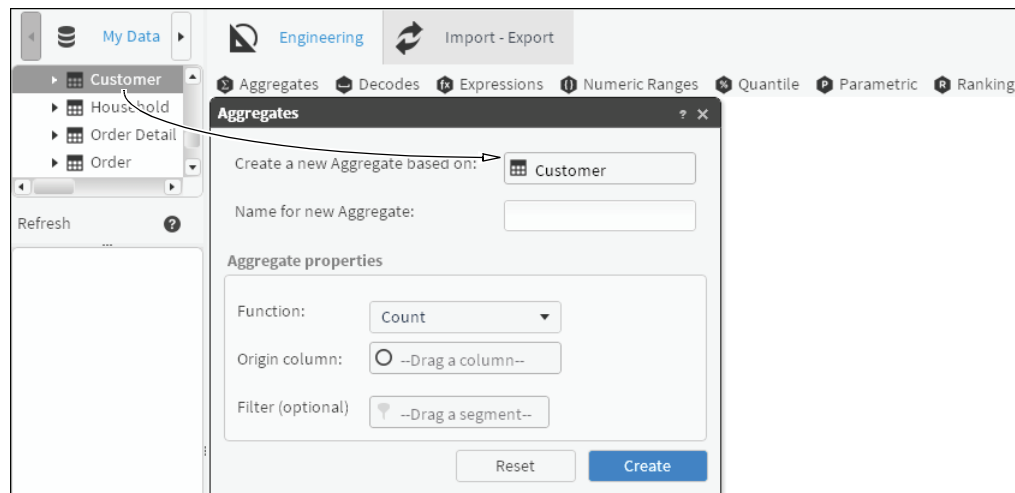 My Data Engineering Import - Export
Customer
Aggregates Decodes Expressions Numeric Ranges Quantile Parametric Ranking
Household
Order Detail
Order
Refresh
Aggregates
Create a new Aggregate based on: Customer
Name for new Aggregate:
Aggregate properties
Function: Count
Origin column: --Drag a column--
Filter (optional) --Drag a segment--
Reset Create